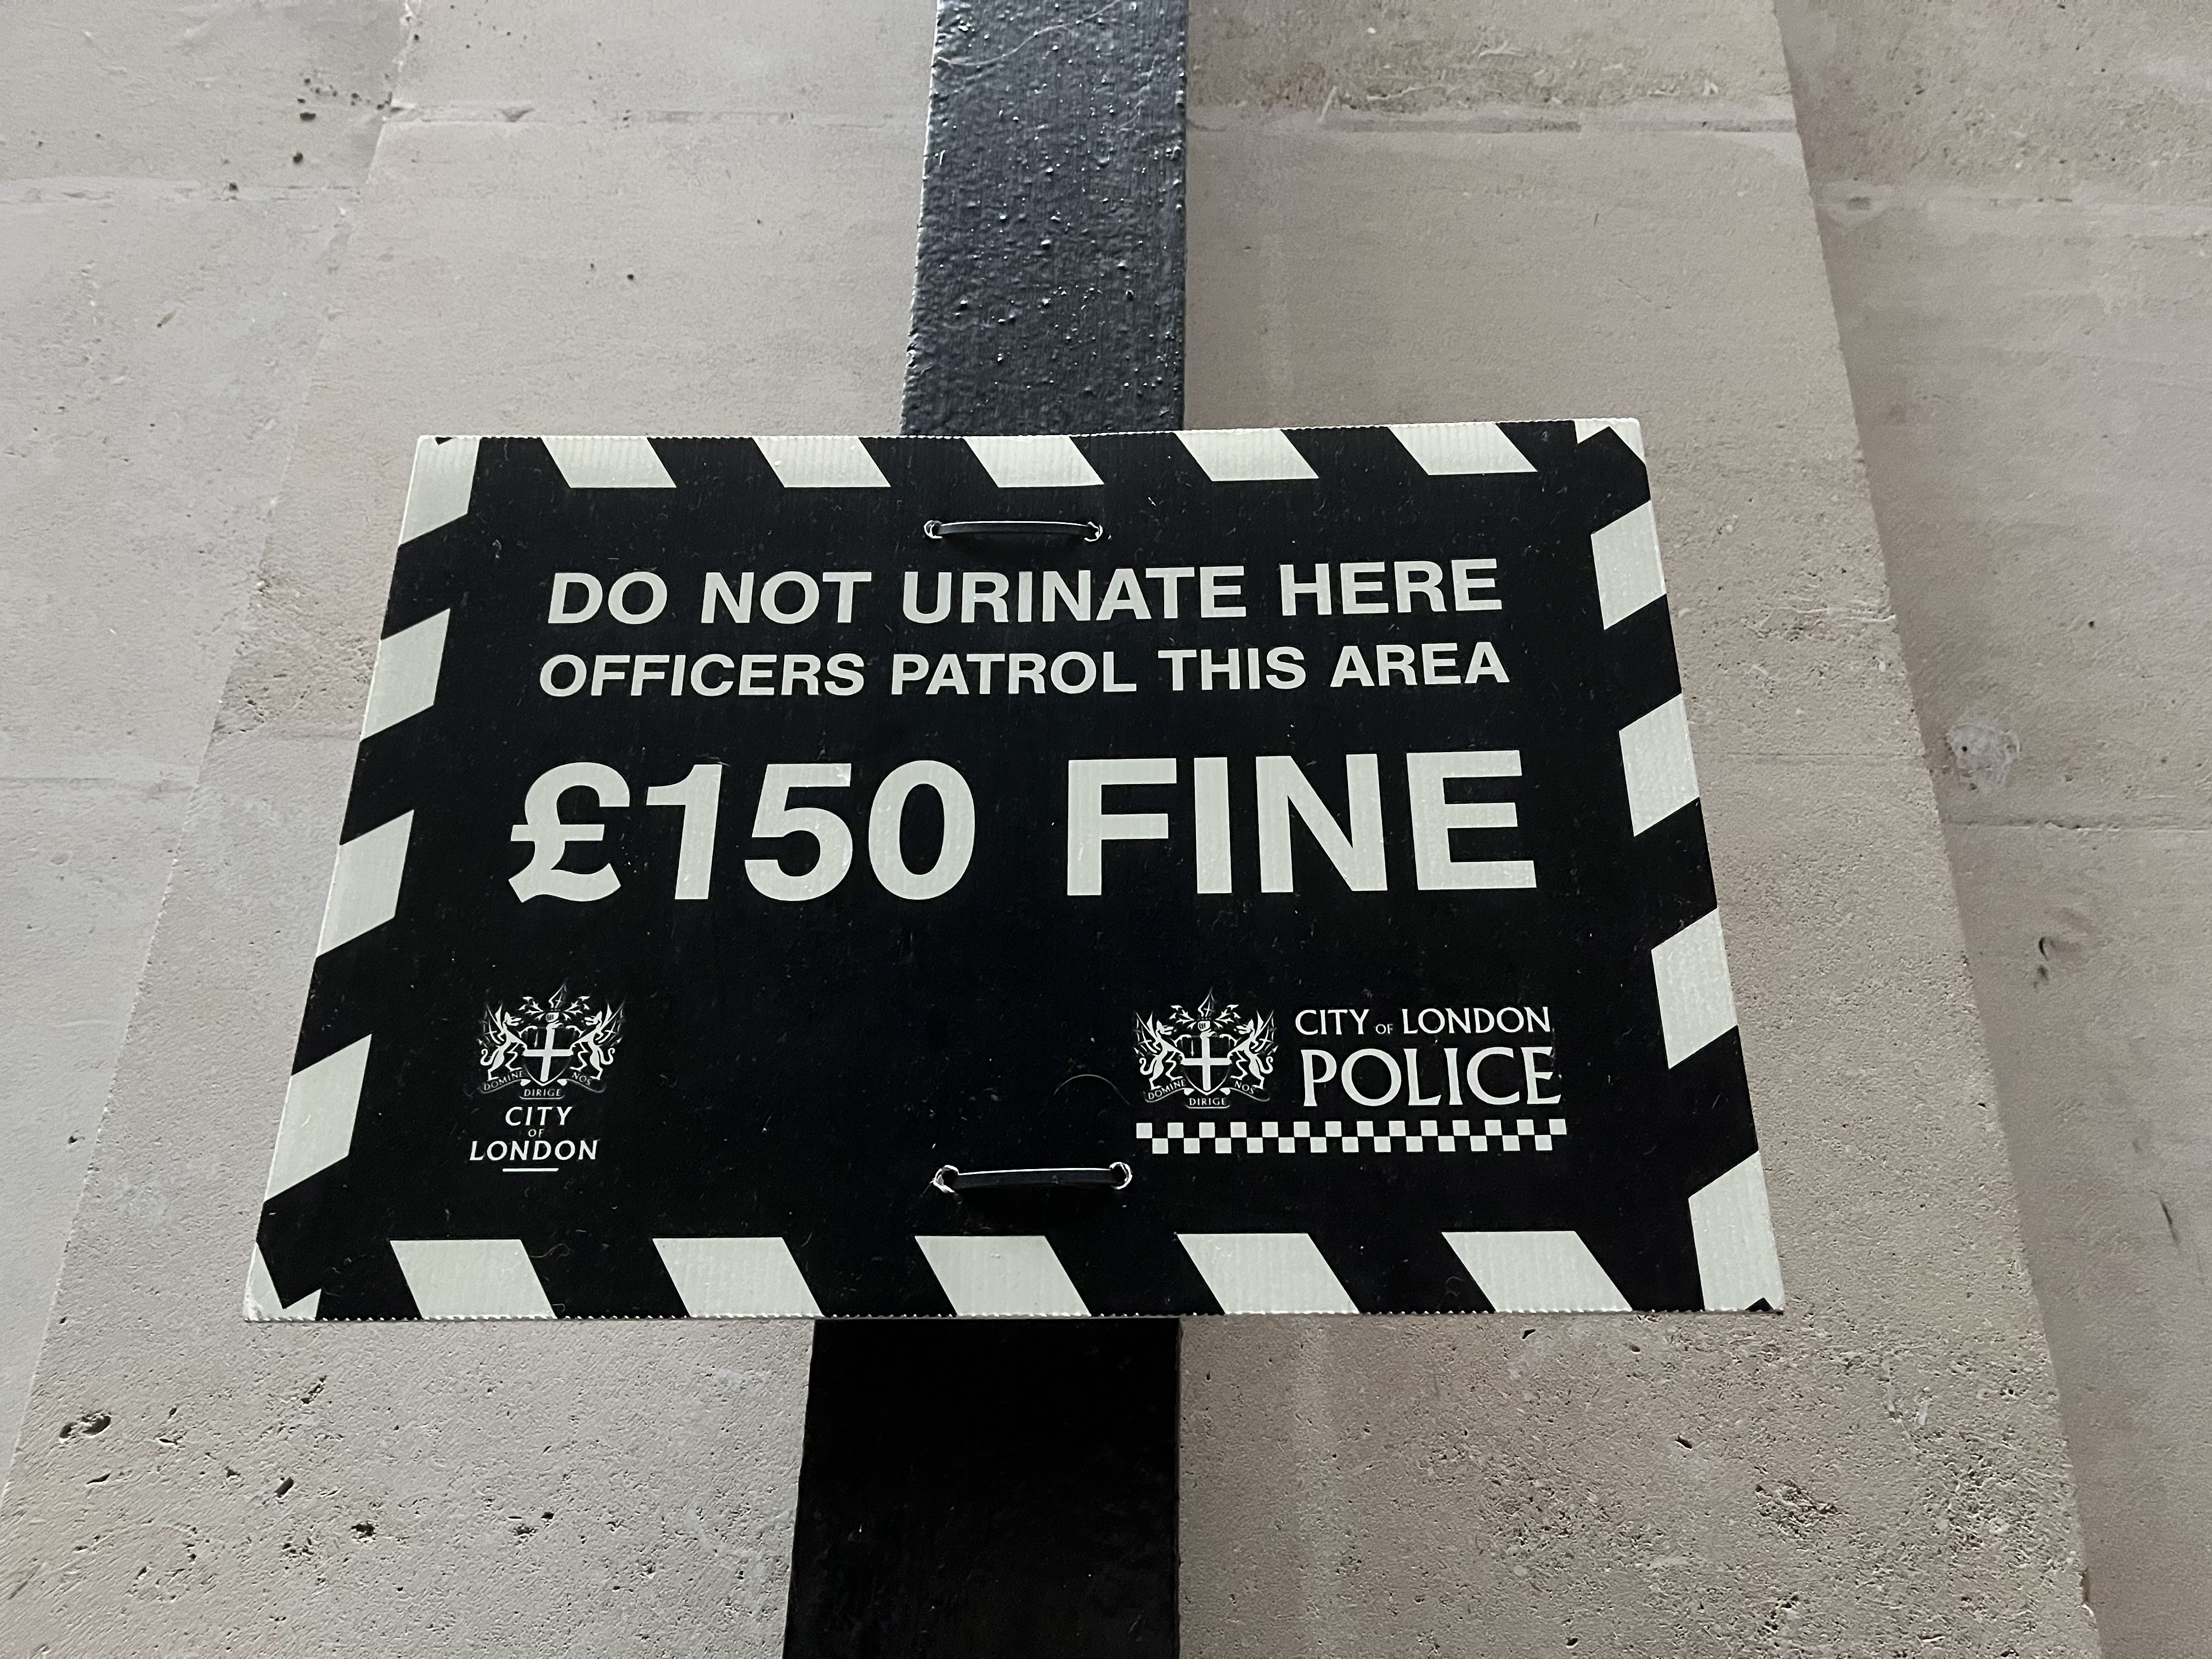 DO NOT URINATE HERE
OFFICERS PATROL THIS AREA
£150 FINE
DOMINE DIRIGE NOS
CITY
OF
LONDON
DOMINE DIRIGE NOS
CITY OF LONDON
POLICE